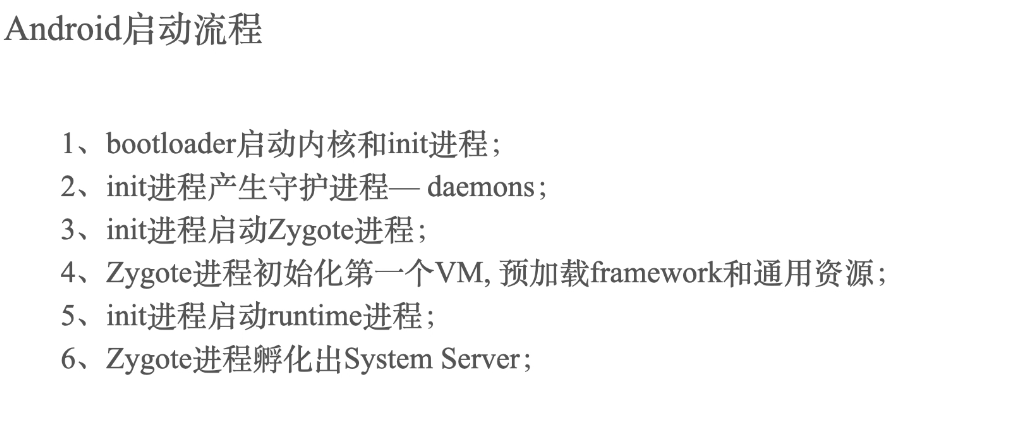 Android启动流程
1、bootloader启动内核和init进程;
2、init进程产生守护进程— daemons;
3、init进程启动Zygote进程;
4、Zygote进程初始化第一个VM, 预加载framework和通用资源;
5、init进程启动runtime进程;
6、Zygote进程孵化出System Server;